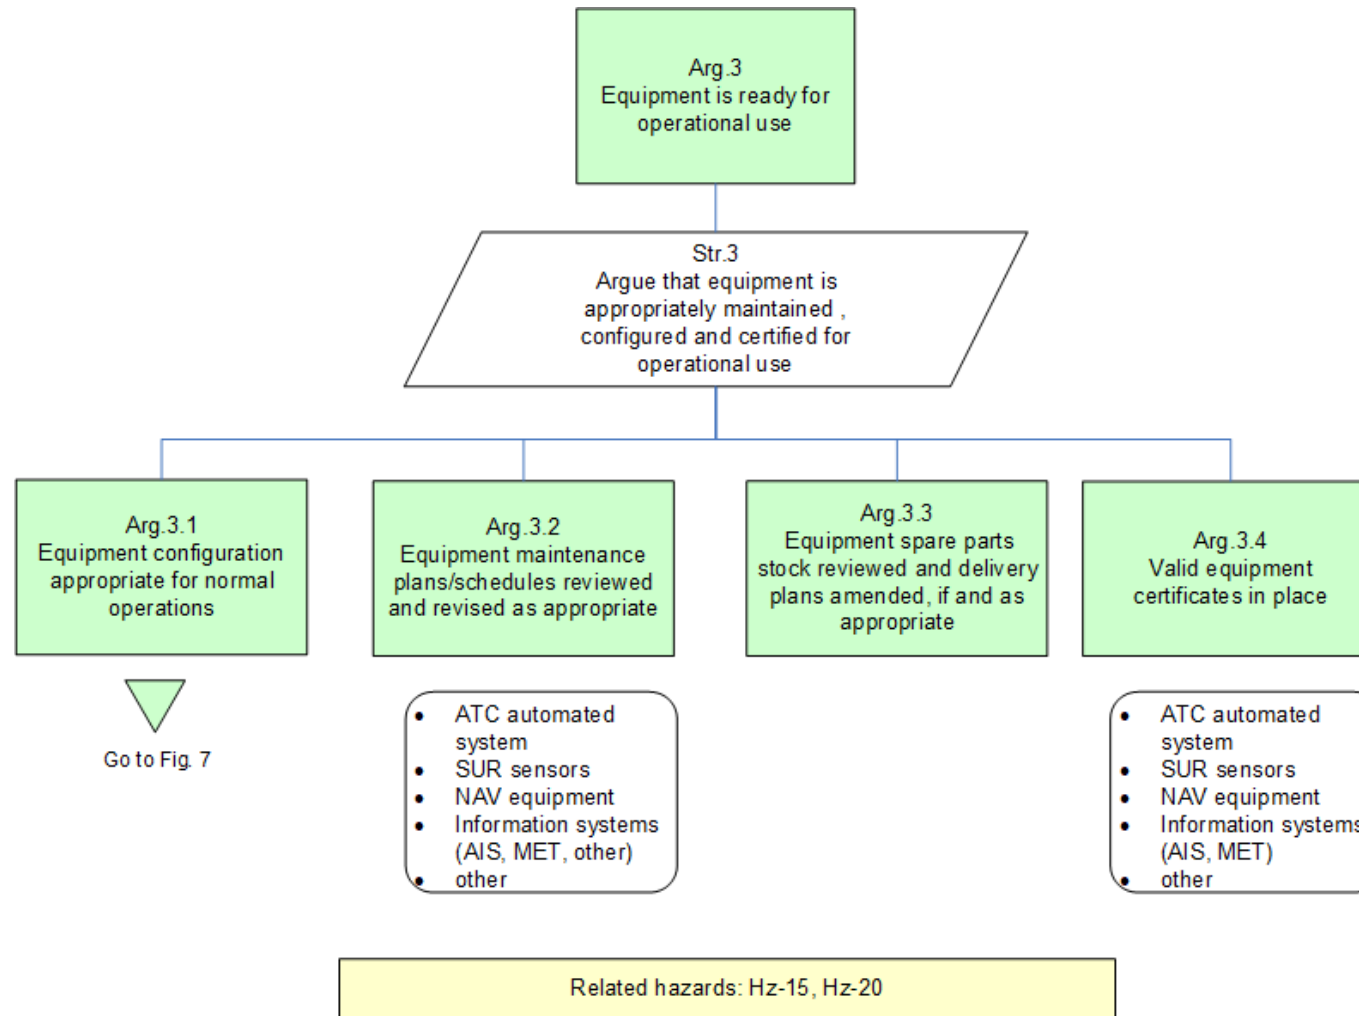 Arg.3
Equipment is ready for
operational use
Str.3
Argue that equipment is
appropriately maintained ,
configured and certified for
operational use
Arg.3.1
Equipment configuration
appropriate for normal
operations
Arg.3.2
Equipment maintenance
plans/schedules reviewed
and revised as appropriate
Arg.3.3
Equipment spare parts
stock reviewed and delivery
plans amended, if and as
appropriate
Arg.3.4
Valid equipment
certificates in place
Go to Fig. 7
• ATC automated
system
• SUR sensors
• NAV equipment
• Information systems
(AIS, MET, other)
• other
• ATC automated
system
• SUR sensors
• NAV equipment
• Information systems
(AIS, MET)
• other
Related hazards: Hz-15, Hz-20